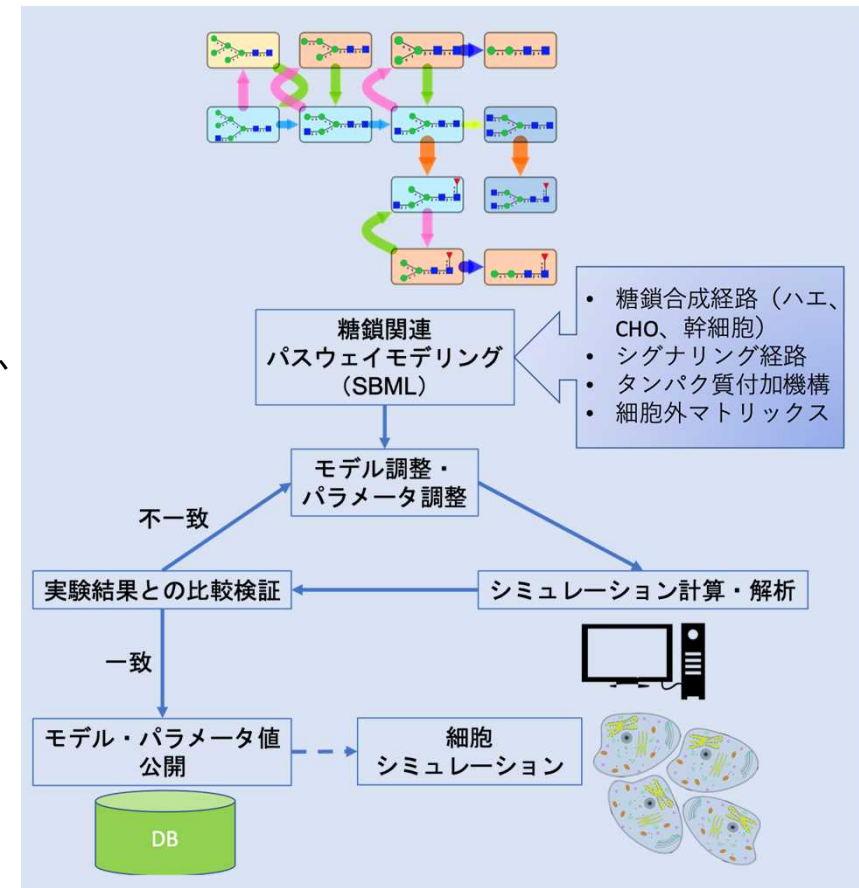 糖鎖関連
パスウェイモデリング
（SBML）
• 糖鎖合成経路（ハエ、
CHO、幹細胞）
• シグナリング経路
• タンパク質付加機構
• 細胞外マトリックス
モデル調整・
パラメータ調整
不一致
実験結果との比較検証
シミュレーション計算・解析
一致
モデル・パラメータ値
公開
細胞
シミュレーション
DB
、